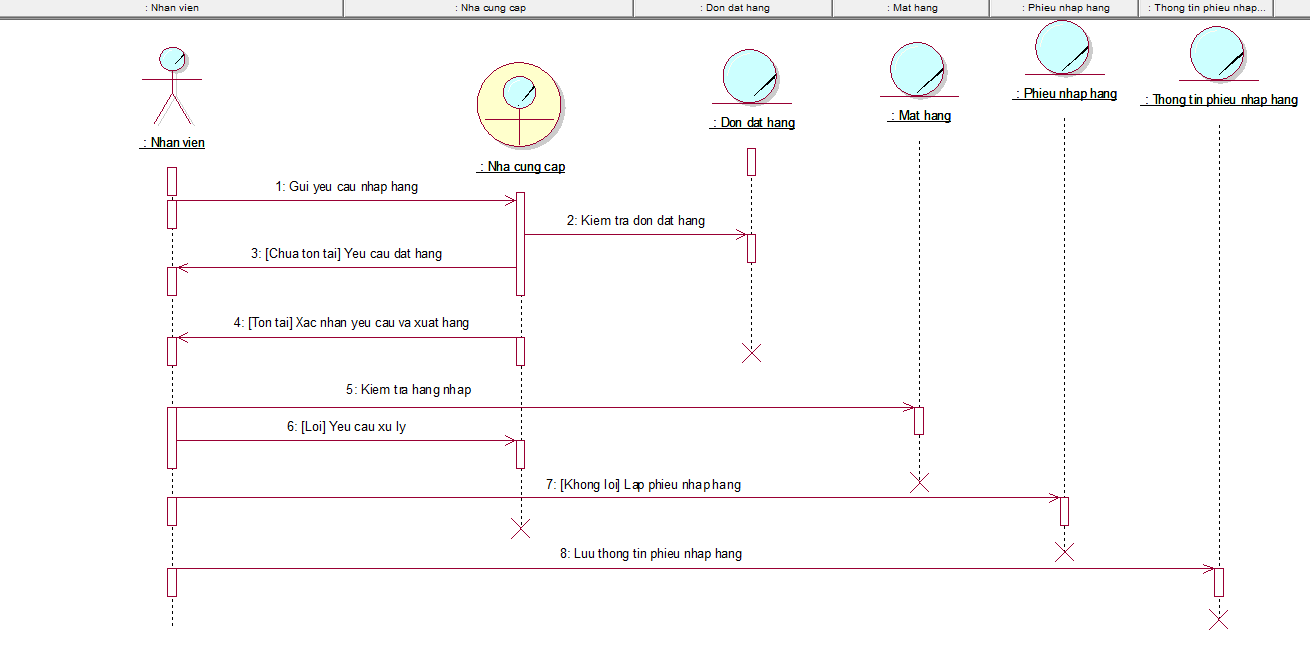 : Nhan vien
: Nha cung cap
: Don dat hang
: Mat hang
: Phieu nhap hang
: Thong tin phieu nhap...
: Nhan vien
: Nha cung cap
: Don dat hang
: Mat hang
: Phieu nhap hang
: Thong tin phieu nhap hang
1: Gui yeu cau nhap hang
2: Kiem tra don dat hang
3: [Chua ton tai] Yeu cau dat hang
4: [Ton tai] Xac nhan yeu cau va xuat hang
5: Kiem tra hang nhap
6: [Loi] Yeu cau xu ly
7: [Khong loi] Lap phieu nhap hang
8: Luu thong tin phieu nhap hang